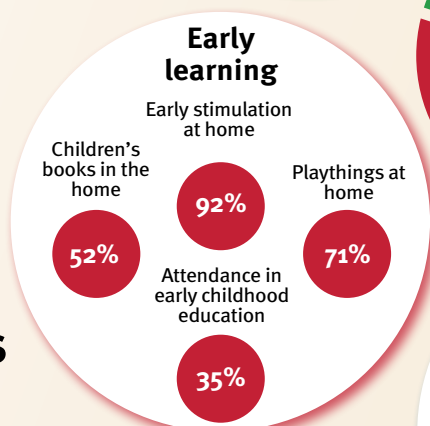 Early
learning
Early stimulation
at home
92%
Children's
books in the
home
52%
Playthings at
home
71%
Attendance in
early childhood
education
35%
s